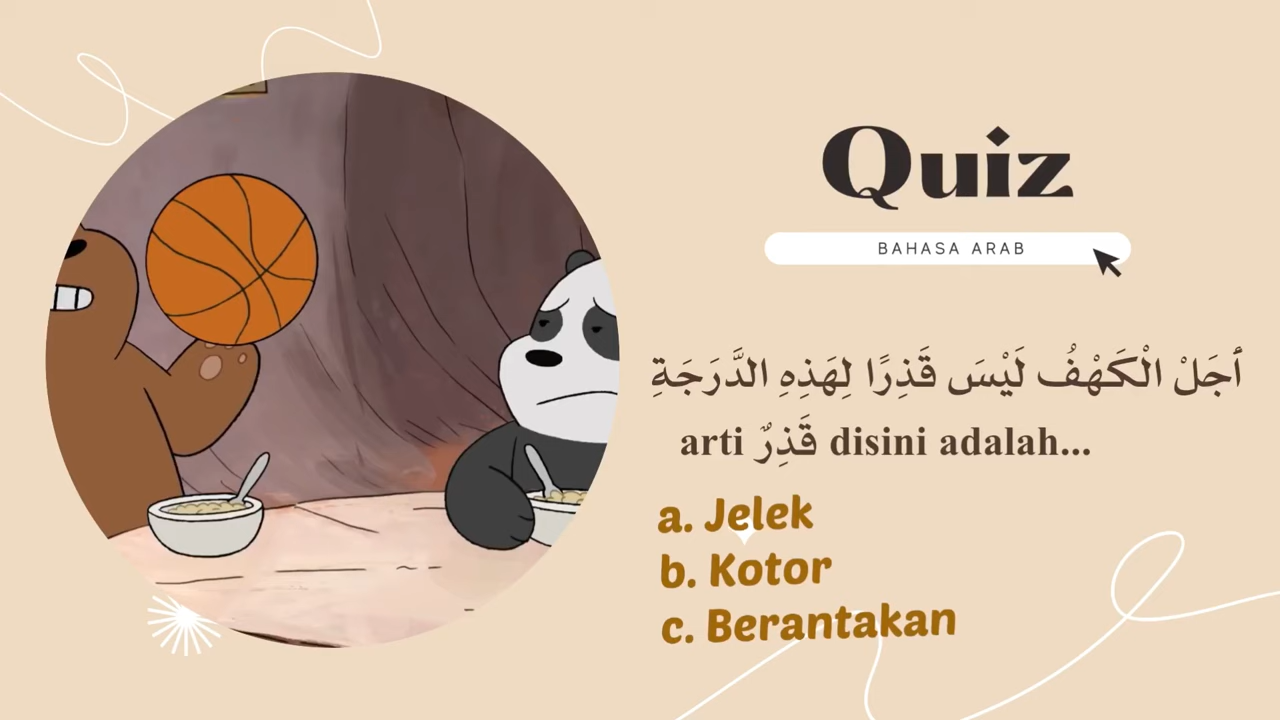 Quiz
BAHASA ARAB
أَجَلْ الْكَهْفُ لَيْسَ قَذِرًا لِهَذِهِ الدَّرَجَةِ
arti قَذِرٌ disini adalah...
a. Jelek
b. Kotor
c. Berantakan